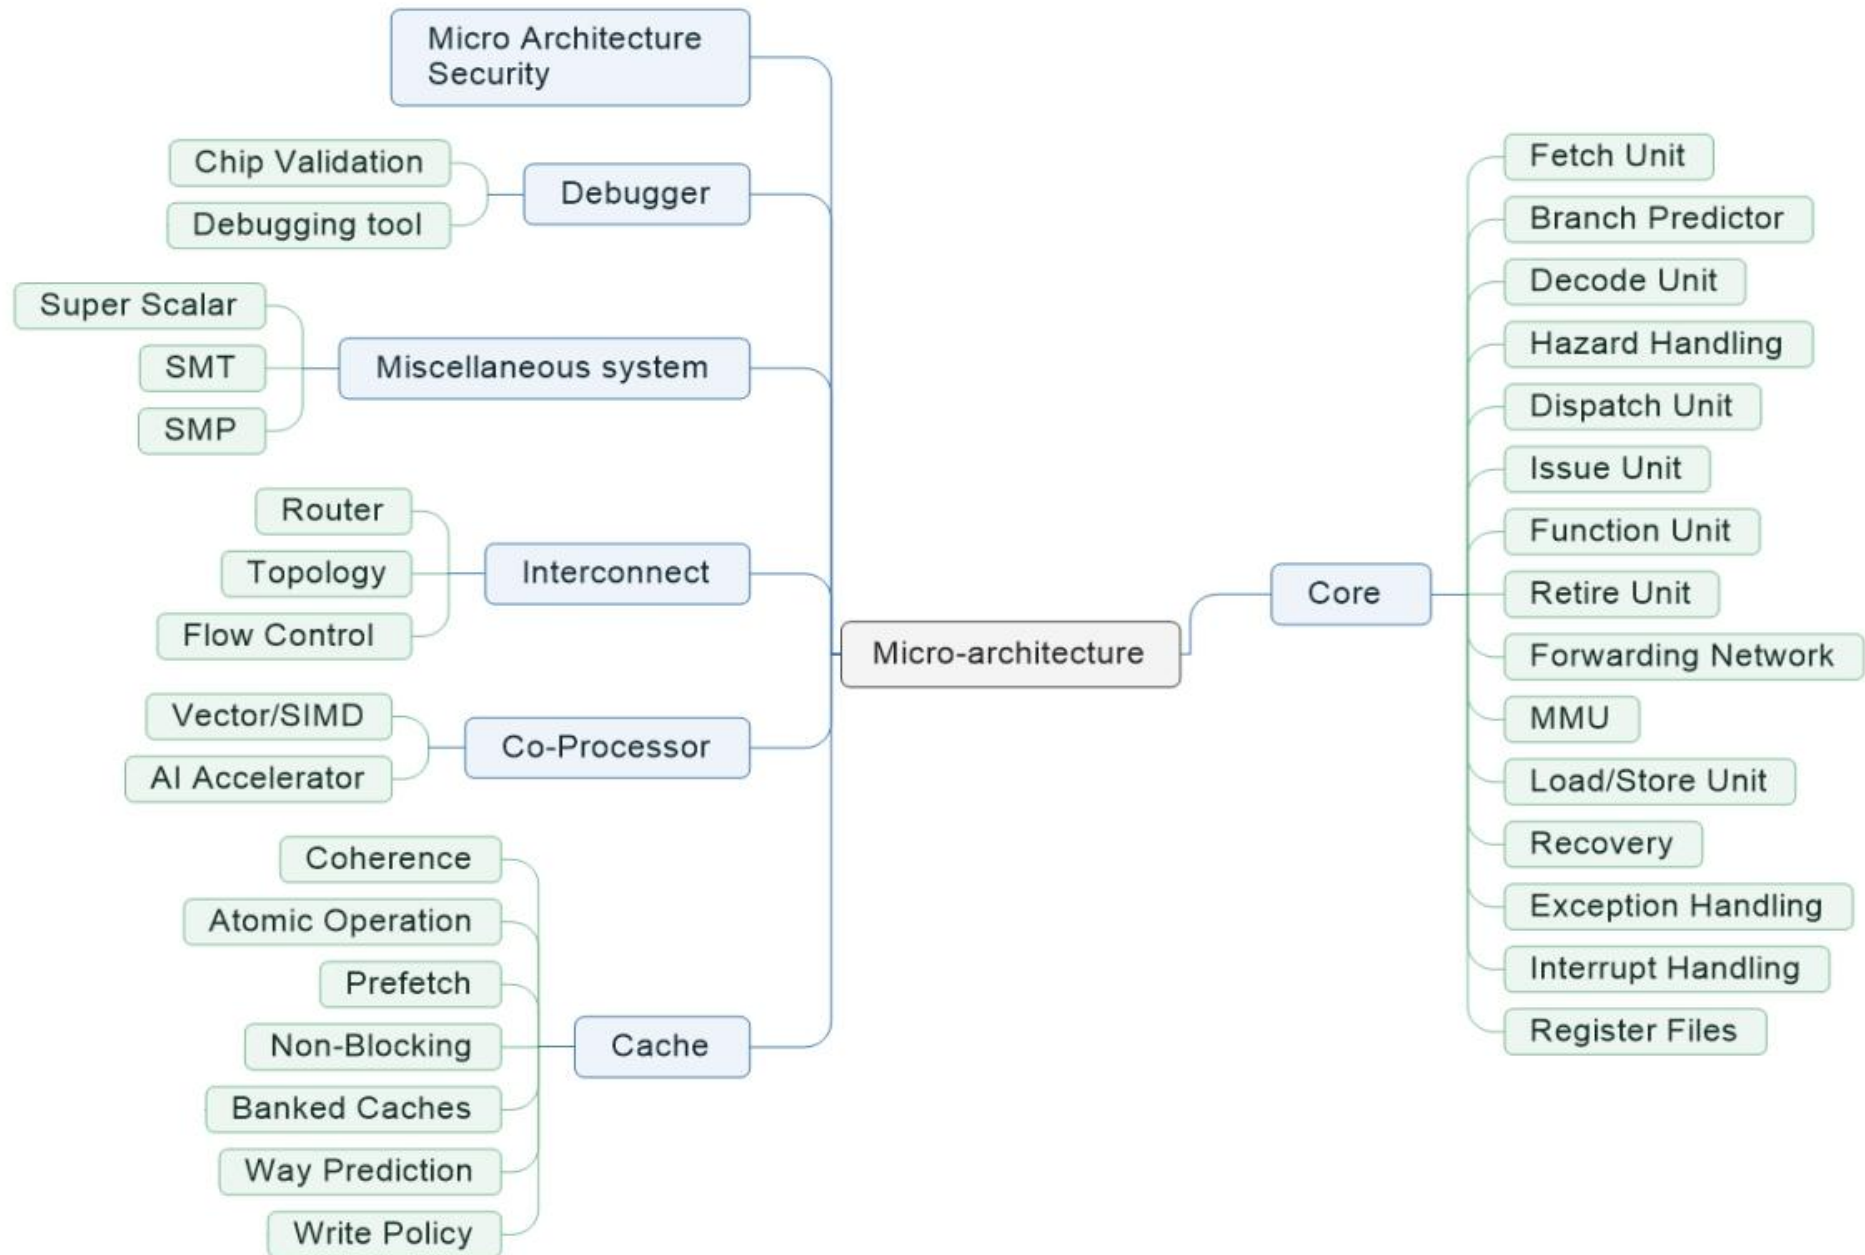 Micro Architecture
Security
Chip Validation
Debugger
Debugging tool
Super Scalar
SMT
Miscellaneous system
SMP
Router
Topology
Interconnect
Flow Control
Vector/SIMD
Co-Processor
AI Accelerator
Coherence
Atomic Operation
Prefetch
Non-Blocking
Cache
Banked Caches
Way Prediction
Write Policy
Micro-architecture
Core
Fetch Unit
Branch Predictor
Decode Unit
Hazard Handling
Dispatch Unit
Issue Unit
Function Unit
Retire Unit
Forwarding Network
MMU
Load/Store Unit
Recovery
Exception Handling
Interrupt Handling
Register Files